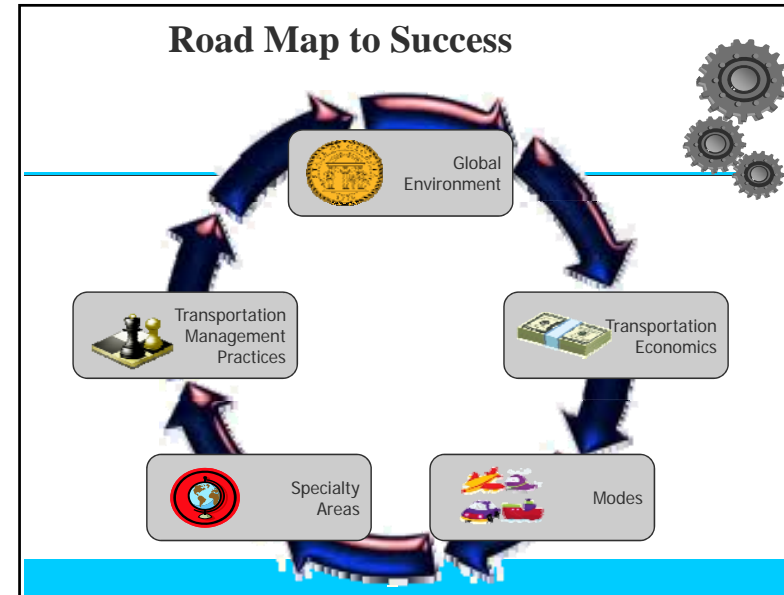 Road Map to Success
Global
Environment
Transportation
Economics
Modes
Specialty
Areas
Transportation
Management
Practices